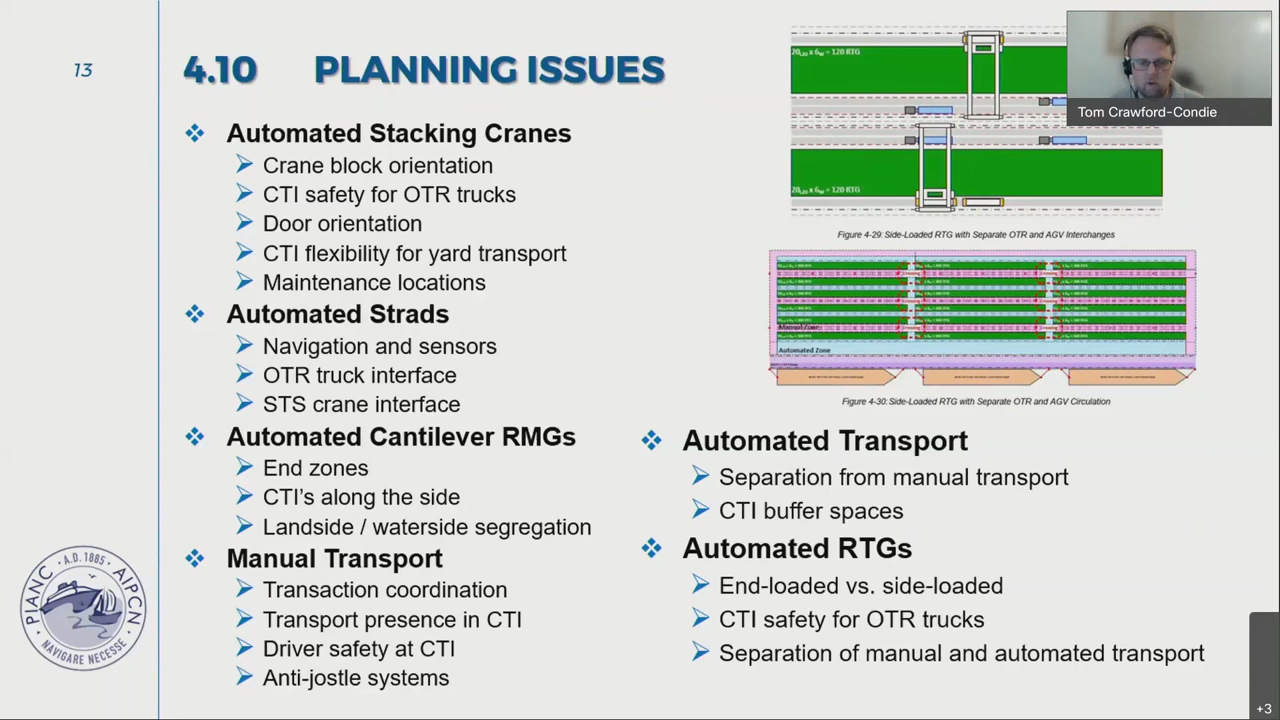 13
4.10 PLANNING ISSUES
Automated Stacking Cranes
Crane block orientation
CTI safety for OTR trucks
Door orientation
CTI flexibility for yard transport
Maintenance locations
Automated Strads
Navigation and sensors
OTR truck interface
STS crane interface
Automated Cantilever RMGs
End zones
CTI's along the side
Landside / waterside segregation
Manual Transport
Transaction coordination
Transport presence in CTI
Driver safety at CTI
Anti-jostle systems
Tom Crawford-Condie
Figure 4-29: Side-Loaded RTG with Separate OTR and AGV Interchanges
Manual Zone
Automated Zone
Figure 4-30: Side-Loaded RTG with Separate OTR and AGV Circulation
Automated Transport
Separation from manual transport
CTI buffer spaces
Automated RTGs
End-loaded vs. side-loaded
CTI safety for OTR trucks
Separation of manual and automated transport
PIANC · A.D. 1885 · AIPCN
NAVIGARE NECESSE
+3